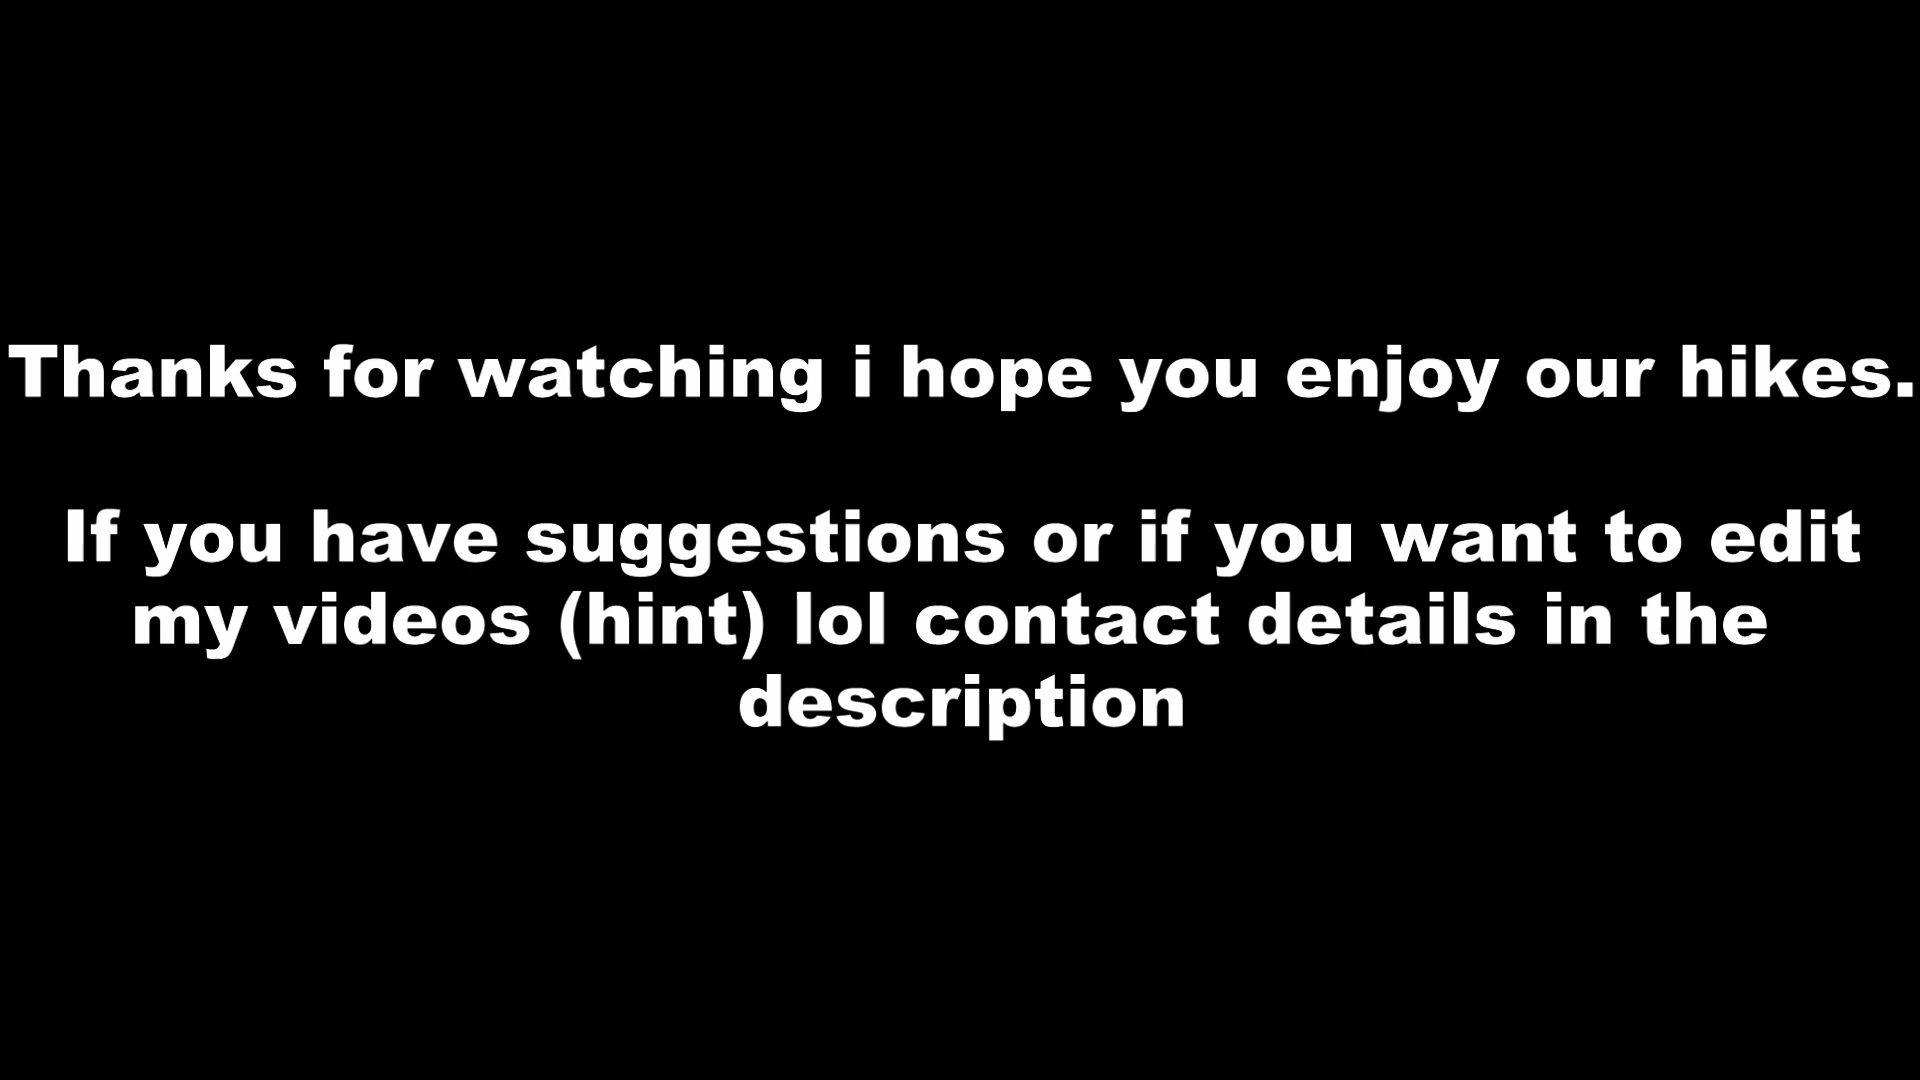 Thanks for watching i hope you enjoy our hikes.
If you have suggestions or if you want to edit
my videos (hint) lol contact details in the
description